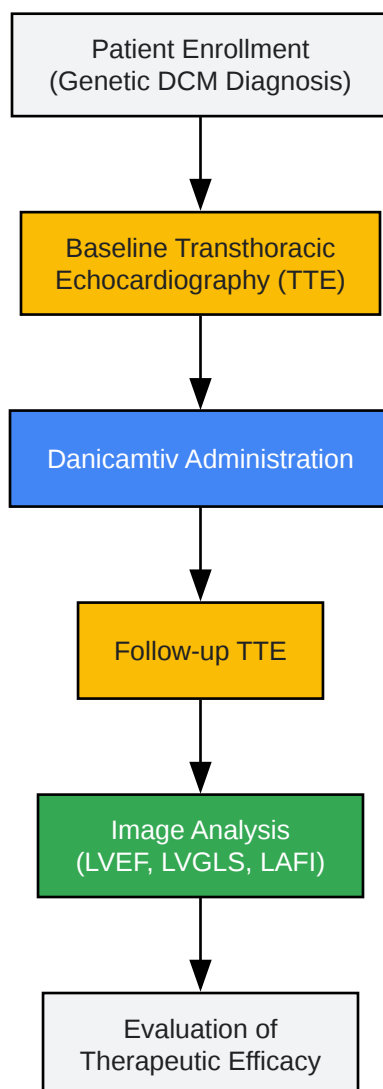 Patient Enrollment
(Genetic DCM Diagnosis)
Baseline Transthoracic
Echocardiography (TTE)
Danicamtiv Administration
Follow-up TTE
Image Analysis
(LVEF, LVGLS, LAFI)
Evaluation of
Therapeutic Efficacy